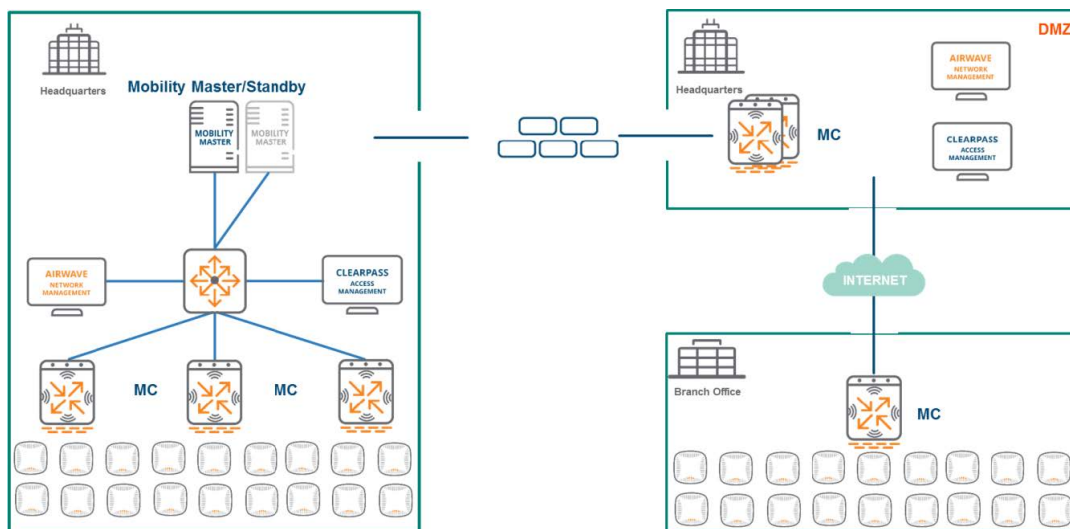 Headquarters
Mobility Master/Standby
MOBILITY
MASTER
MOBILITY
MASTER
AIRWAVE
NETWORK
MANAGEMENT
CLEARPASS
ACCESS
MANAGEMENT
MC
MC
DMZ
Headquarters
MC
AIRWAVE
NETWORK
MANAGEMENT
CLEARPASS
ACCESS
MANAGEMENT
INTERNET
Branch Office
MC